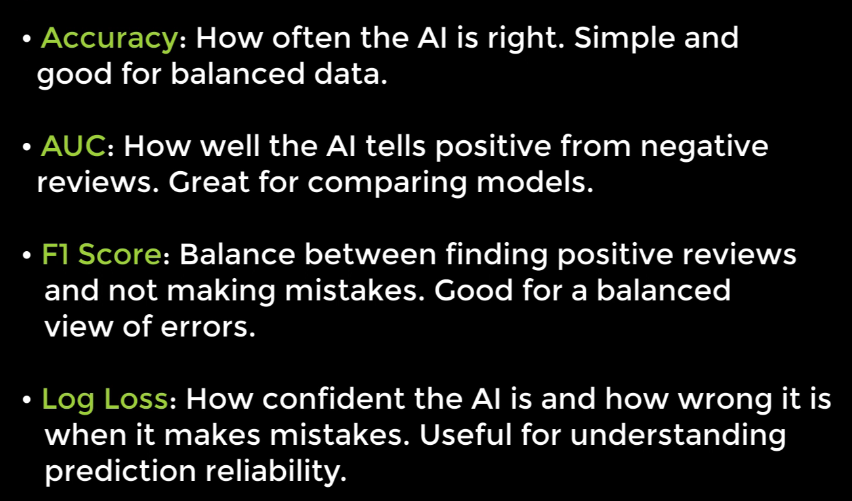 • Accuracy: How often the AI is right. Simple and
good for balanced data.
• AUC: How well the AI tells positive from negative
reviews. Great for comparing models.
• F1 Score: Balance between finding positive reviews
and not making mistakes. Good for a balanced
view of errors.
• Log Loss: How confident the AI is and how wrong it is
when it makes mistakes. Useful for understanding
prediction reliability.